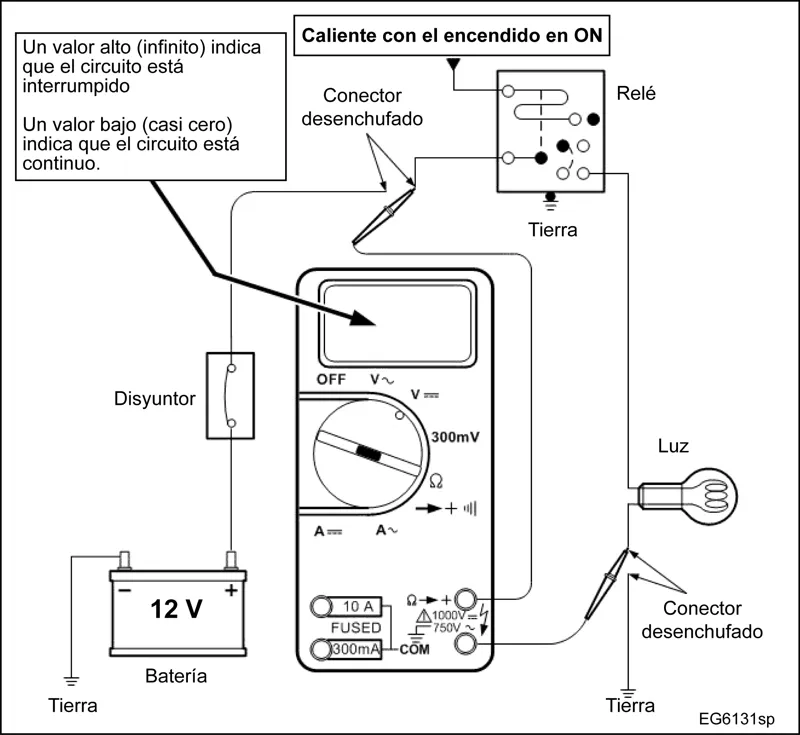 Un valor alto (infinito) indica
que el circuito está
interrumpido
Un valor bajo (casi cero)
indica que el circuito está
continuo.
Caliente con el encendido en ON
Conector
desenchufado
Relé
Tierra
Disyuntor
OFF
V~
V
300mV
Ω
+
A
A~
Luz
12 V
− +
Batería
Tierra
10 A
FUSED
300mA
COM
Ω +
1000V
750V ~
Conector
desenchufado
Tierra
EG6131sp